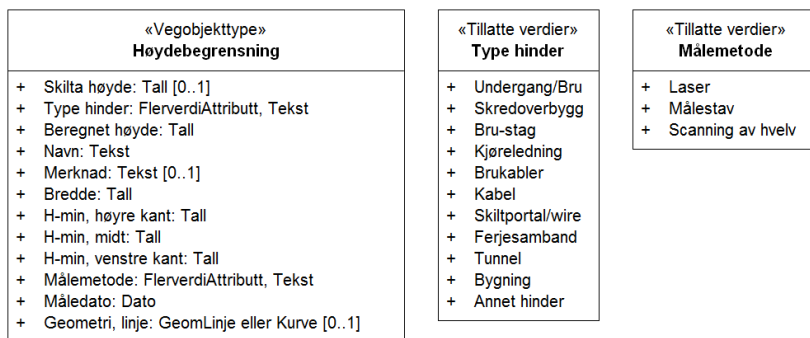 «Vegobjekttype»
Høydebegrensning
+ Skilta høyde: Tall [0..1]
+ Type hinder: FlerverdiAttributt, Tekst
+ Beregnet høyde: Tall
+ Navn: Tekst
+ Merknad: Tekst [0..1]
+ Bredde: Tall
+ H-min, høyre kant: Tall
+ H-min, midt: Tall
+ H-min, venstre kant: Tall
+ Målemetode: FlerverdiAttributt, Tekst
+ Måledato: Dato
+ Geometri, linje: GeomLinje eller Kurve [0..1]
«Tillatte verdier»
Type hinder
+ Undergang/Bru
+ Skredoverbygg
+ Bru-stag
+ Kjøreledning
+ Brukabler
+ Kabel
+ Skiltportal/wire
+ Ferjesamband
+ Tunnel
+ Bygning
+ Annet hinder
«Tillatte verdier»
Målemetode
+ Laser
+ Målestav
+ Scanning av hvelv